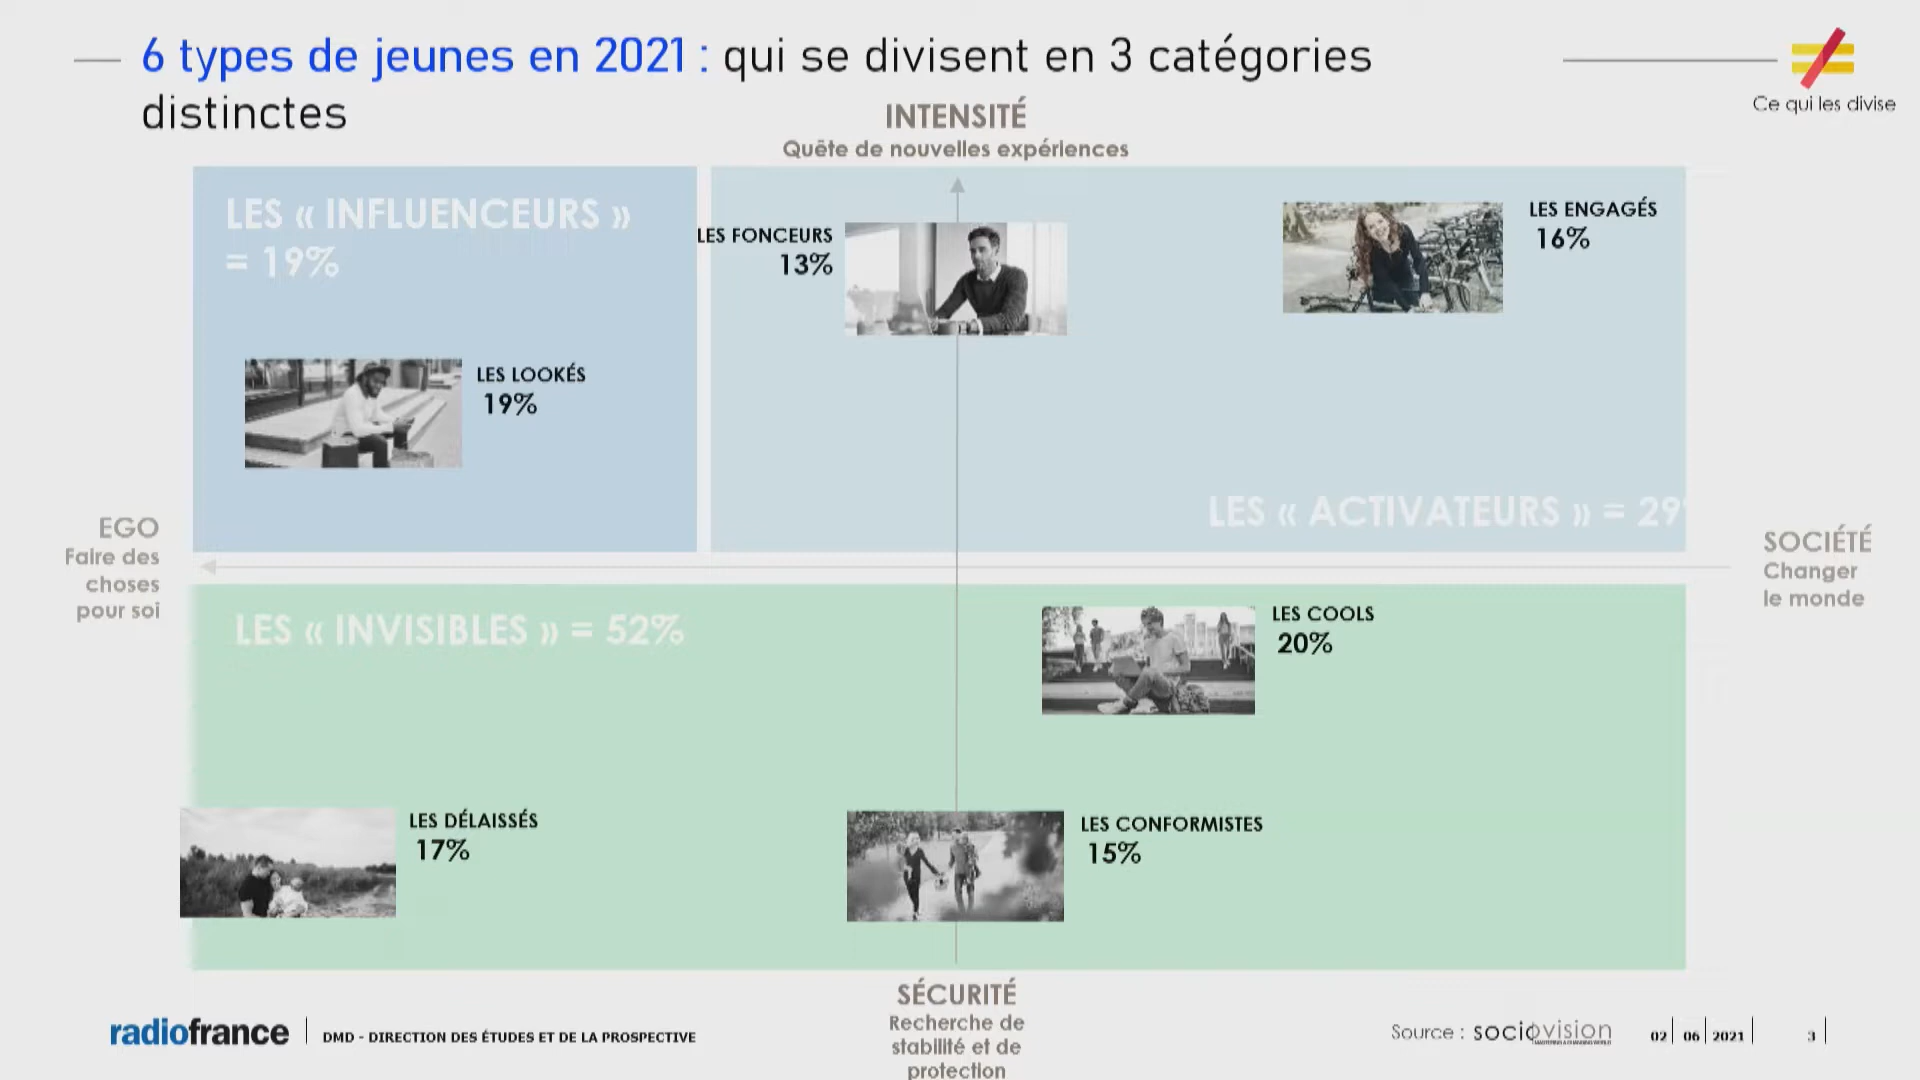 6 types de jeunes en 2021 : qui se divisent en 3 catégories
distinctes
Ce qui les divise
INTENSITÉ
Quête de nouvelles expériences
LES « INFLUENCEURS »
= 19%
LES FONCEURS
13%
LES ENGAGÉS
16%
LES LOOKÉS
19%
LES « ACTIVATEURS » = 29
EGO
Faire des
choses
pour soi
SOCIÉTÉ
Changer
le monde
LES « INVISIBLES » = 52%
LES COOLS
20%
LES DÉLAISSÉS
17%
LES CONFORMISTES
15%
SÉCURITÉ
Recherche de
stabilité et de
protection
radiofrance
DMD - DIRECTION DES ÉTUDES ET DE LA PROSPECTIVE
Source : sociovision
02 | 06 | 2021 | 3 |